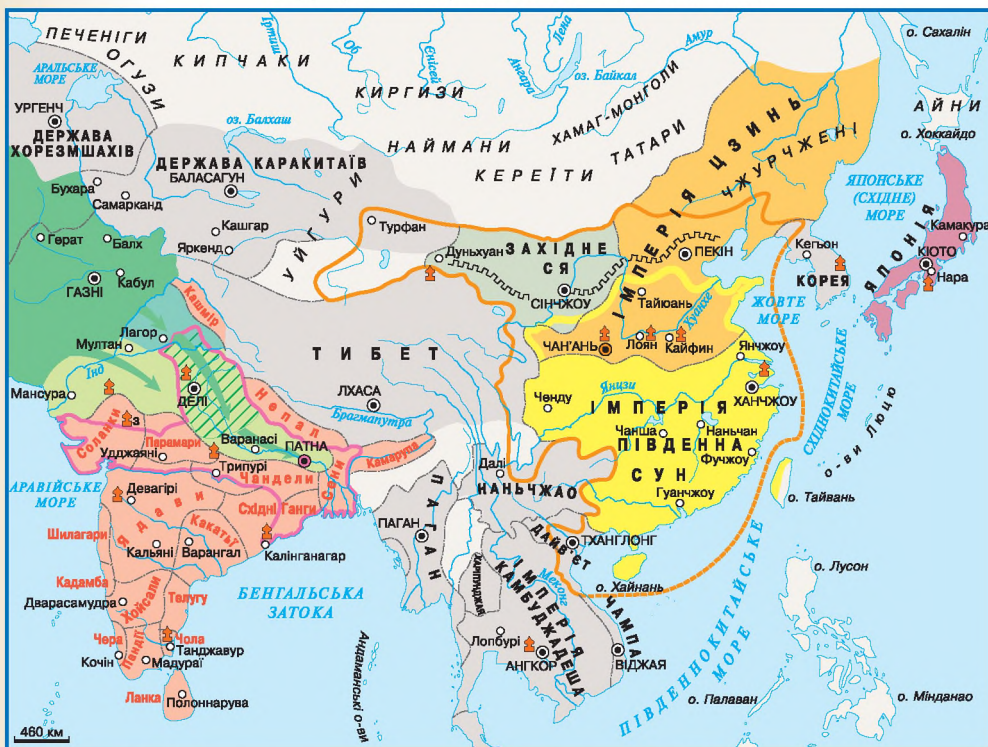 ПЕЧЕНІГИ
ОГУЗИ
КИПЧАКИ
Іртиш
Об
Єнісей
Ангара
Лена
оз. Байкал
Амур
о. Сахалін
АЙНИ
о. Хоккайдо
АРАЛЬСЬКЕ
МОРЕ
КИРГИЗИ
ХАМАГ-МОНГОЛИ
НАЙМАНИ
ТАТАРИ
КЕРЕЇТИ
УРГЕНЧ
ДЕРЖАВА
ХОРЕЗМШАХІВ
оз. Балхаш
ДЕРЖАВА КАРАКИТАЇВ
БАЛАСАГУН
Бухара
Самарканд
Кашгар
Яркенд
УЙГУРИ
Турфан
Дуньхуан
ЗАХІДНЕ
СЯ
СІНЧЖОУ
ІМПЕРІЯ ЦЗИНЬ
ЧЖУРЧЖЕНІ
ПЕКІН
Тайюань
Хуанхе
ЧАН'АНЬ
Лоян
Кайфин
ЯПОНСЬКЕ
(СХІДНЕ)
МОРЕ
Кегьон
КОРЕЯ
ЖОВТЕ
МОРЕ
ЯПОНІЯ
Камакура
КІОТО
Нара
Герат
Балх
ГАЗНІ
Кабул
Кашмір
Лагор
Мултан
Інд
Мансура
ДЕЛІ
Непал
ТИБЕТ
ЛХАСА
Брагмапутра
Камарупа
Соланки
з
Удджаяні
Перемари
Варанасі
ПАТНА
Трипурі
Чандели
Сени
Східні Ганги
АРАВІЙСЬКЕ
МОРЕ
Девагірі
Ядави
Шилагари
Какатаї
Кальяні
Варангал
Калінганагар
Кадамба
Дварасамудра
Хойсали
Телугу
Чера
Пандії
Чола
Танджавур
Кочін
Мадураї
Ланка
Полоннарува
БЕНГАЛЬСЬКА
ЗАТОКА
Андаманські о-ви
Янцзи
Ченду
ІМПЕРІЯ
ПІВДЕННА
СУН
Чанша
Наньчан
Фучжоу
Гуанчжоу
Янчжоу
ХАНЧЖОУ
СХІДНОКИТАЙСЬКЕ
МОРЕ
о-ви Люцю
о. Тайвань
Далі
НАНЬЧЖАО
ПАГАН
ПАГАН
ДАЙВЄТ
ТХАНГЛОНГ
о. Хайнань
Меконг
ІМПЕРІЯ
КАМБУДЖАДЕША
Лопбурі
АНГКОР
ЧАМПА
ВІДЖАЯ
ПІВДЕННОКИТАЙСЬКЕ
МОРЕ
о. Лусон
о. Палаван
о. Мінданао
460 км